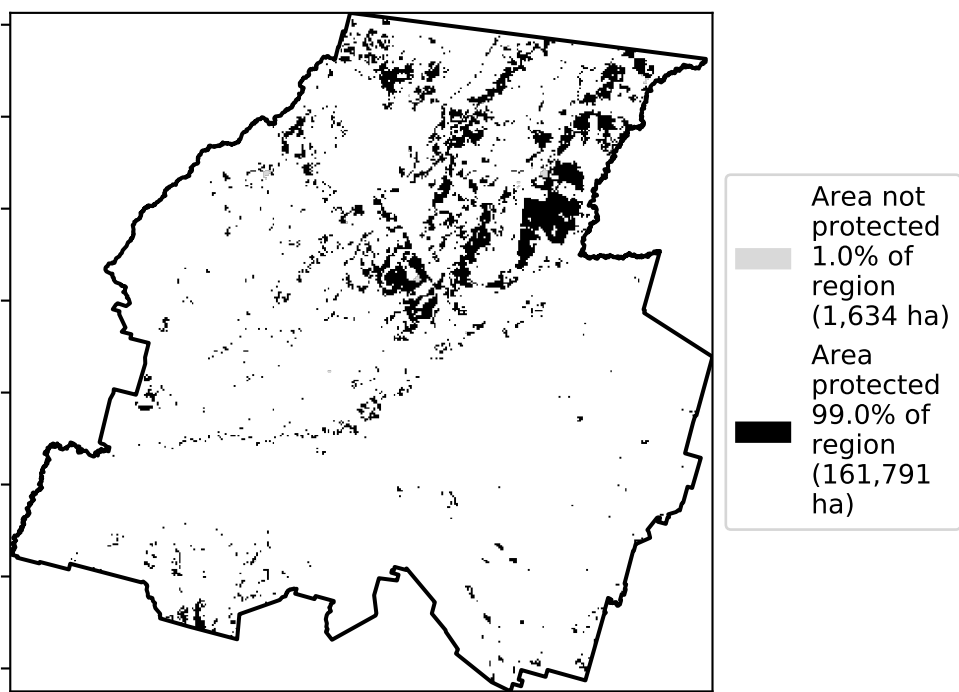 Area not
protected
1.0% of
region
(1,634 ha)
Area
protected
99.0% of
region
(161,791
ha)